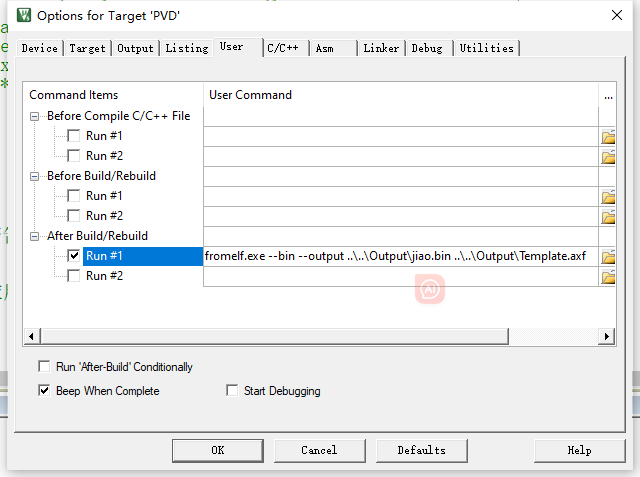 Options for Target 'PVD'
Device Target Output Listing User C/C++ Asm Linker Debug Utilities
Command Items User Command ...
Before Compile C/C++ File
Run #1
Run #2
Before Build/Rebuild
Run #1
Run #2
After Build/Rebuild
Run #1 fromelf.exe --bin --output ..\..\Output\jiao.bin ..\..\Output\Template.axf
Run #2
Run 'After-Build' Conditionally
Beep When Complete Start Debugging
OK Cancel Defaults Help